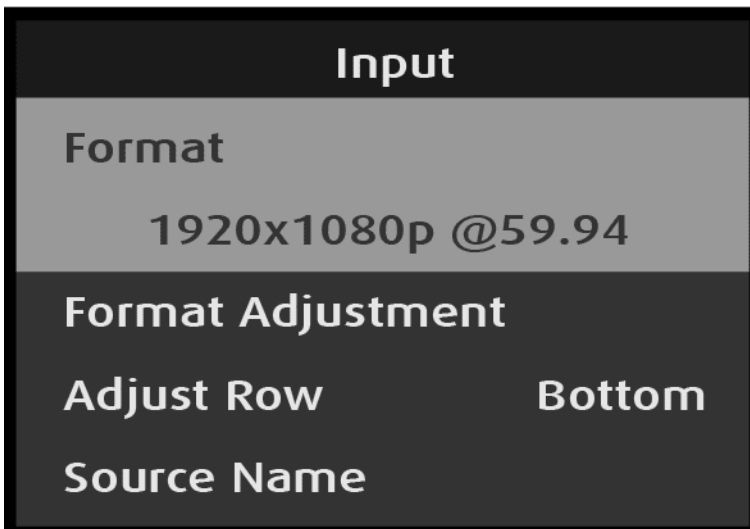 Input
Format
1920x1080p @59.94
Format Adjustment
Adjust Row Bottom
Source Name